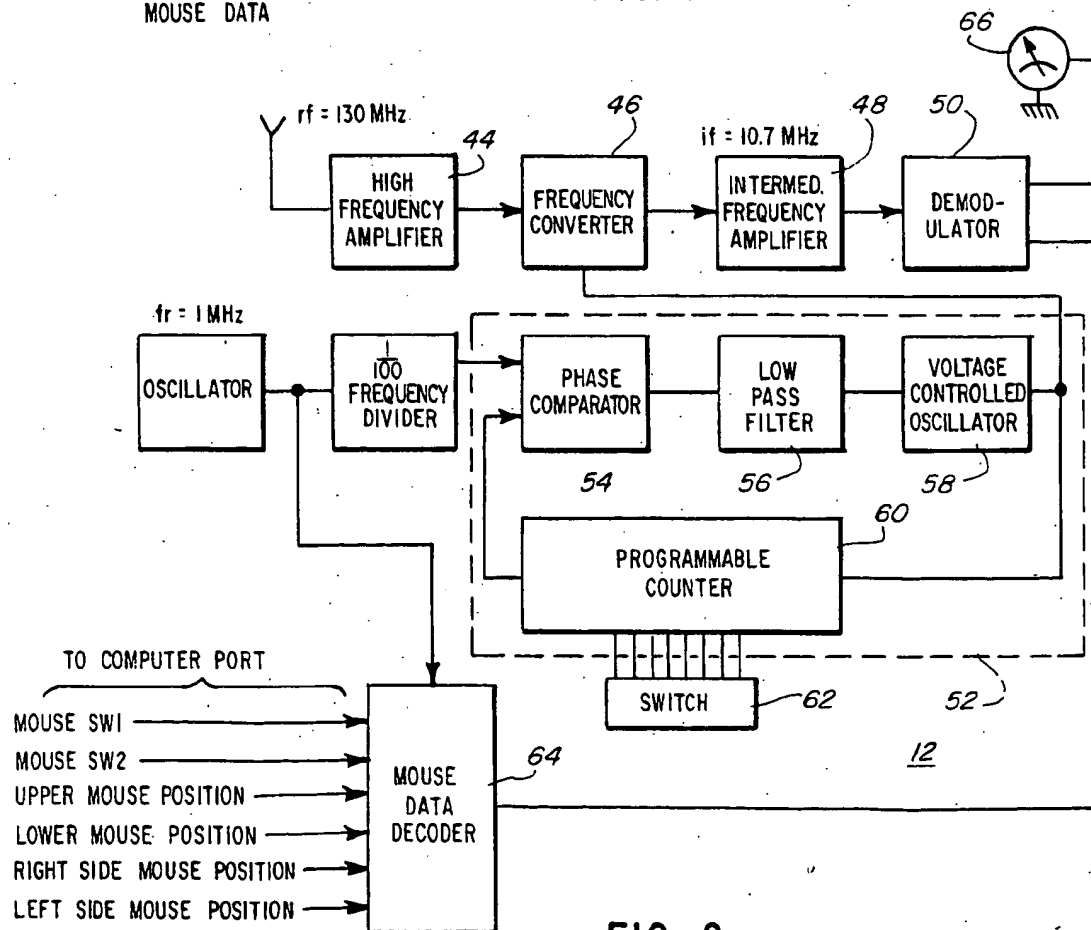 MOUSE DATA
66
rf = 130 MHz
44
46
if = 10.7 MHz
48
50
HIGH
FREQUENCY
AMPLIFIER
FREQUENCY
CONVERTER
INTERMED.
FREQUENCY
AMPLIFIER
DEMOD-
ULATOR
fr = 1 MHz
OSCILLATOR
1
100
FREQUENCY
DIVIDER
PHASE
COMPARATOR
LOW
PASS
FILTER
VOLTAGE
CONTROLLED
OSCILLATOR
54
56
58
60
PROGRAMMABLE
COUNTER
SWITCH
62
52
12
TO COMPUTER PORT
MOUSE SW1
MOUSE SW2
UPPER MOUSE POSITION
LOWER MOUSE POSITION
RIGHT SIDE MOUSE POSITION
LEFT SIDE MOUSE POSITION
MOUSE
DATA
DECODER
64